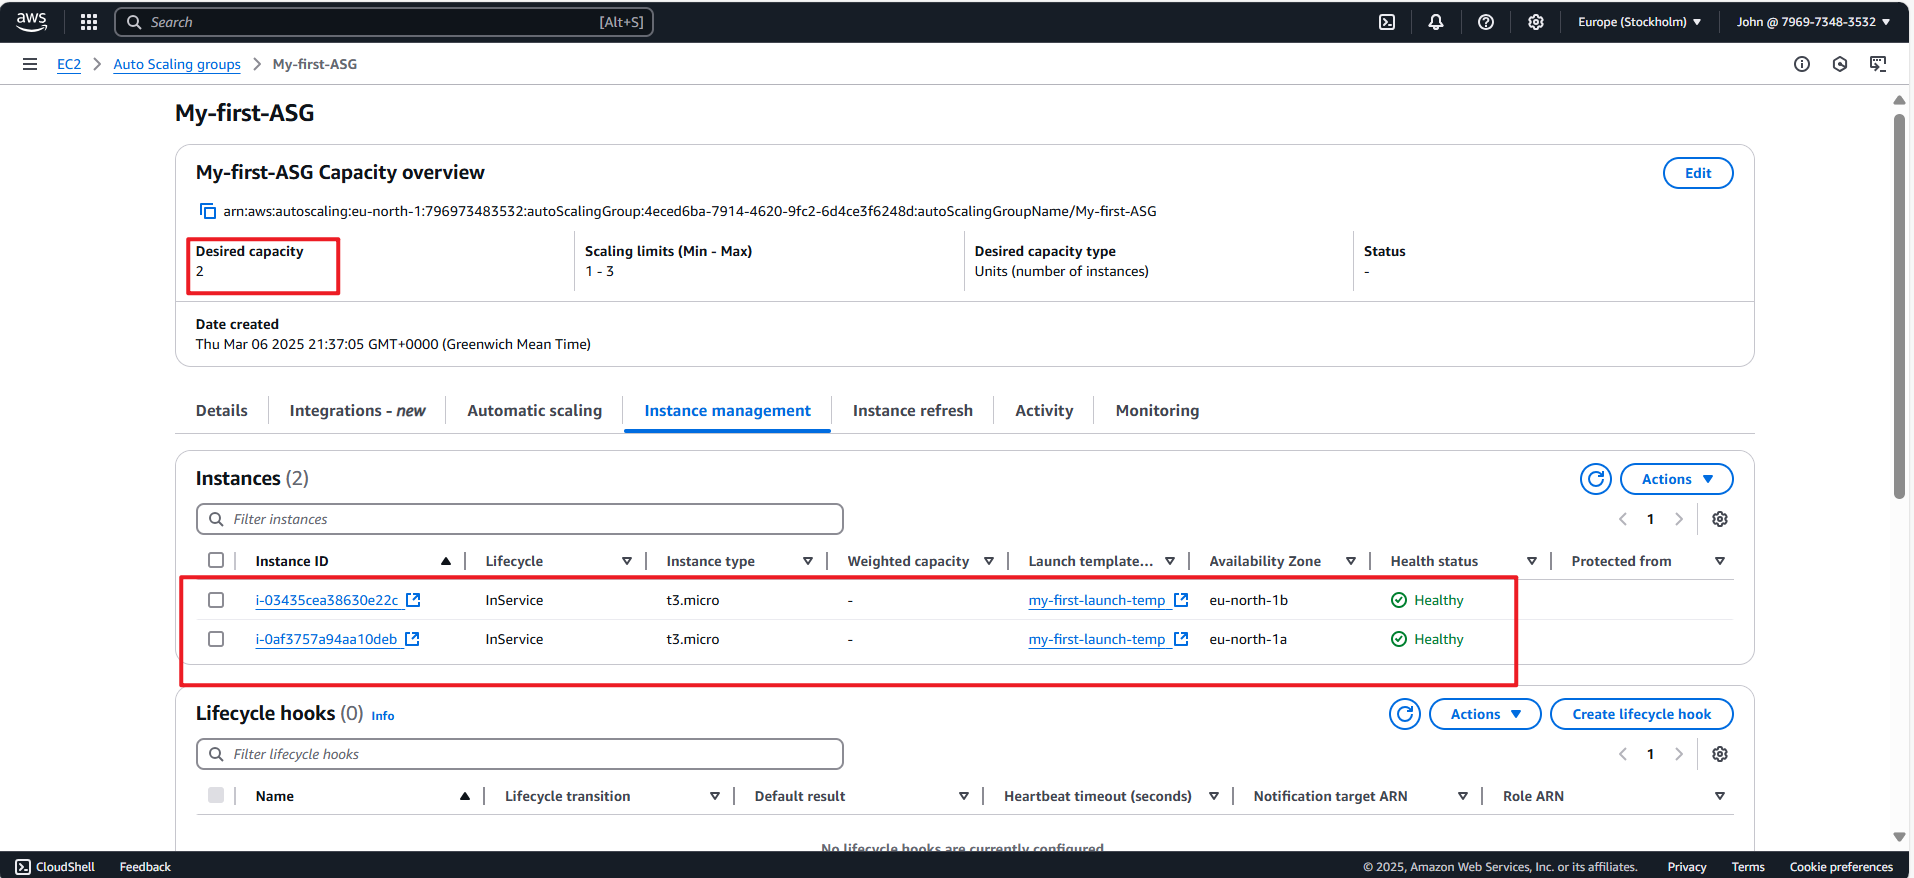 aws
Search [Alt+S]
Europe (Stockholm)
John @ 7969-7348-3532
EC2
Auto Scaling groups
My-first-ASG
My-first-ASG
My-first-ASG Capacity overview
Edit
arn:aws:autoscaling:eu-north-1:796973483532:autoScalingGroup:4eced6ba-7914-4620-9fc2-6d4ce3f6248d:autoScalingGroupName/My-first-ASG
Desired capacity
2
Scaling limits (Min - Max)
1 - 3
Desired capacity type
Units (number of instances)
Status
-
Date created
Thu Mar 06 2025 21:37:05 GMT+0000 (Greenwich Mean Time)
Details
Integrations - new
Automatic scaling
Instance management
Instance refresh
Activity
Monitoring
Instances (2)
Actions
Filter instances
1
Instance ID Lifecycle Instance type Weighted capacity Launch template... Availability Zone Health status Protected from
i-03435cea38630e22c InService t3.micro - my-first-launch-temp eu-north-1b Healthy
i-0af3757a94aa10deb InService t3.micro - my-first-launch-temp eu-north-1a Healthy
Lifecycle hooks (0) Info
Actions
Create lifecycle hook
Filter lifecycle hooks
1
Name Lifecycle transition Default result Heartbeat timeout (seconds) Notification target ARN Role ARN
No lifecycle hooks are currently configured
CloudShell
Feedback
© 2025, Amazon Web Services, Inc. or its affiliates.
Privacy
Terms
Cookie preferences